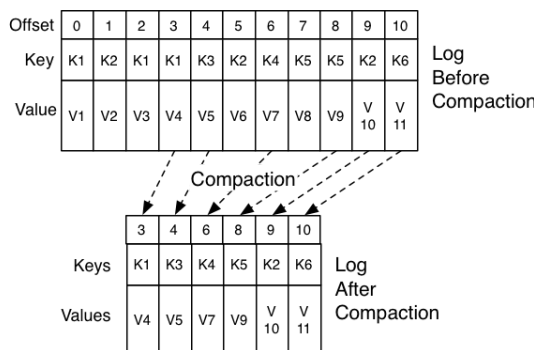 Offset 0 1 2 3 4 5 6 7 8 9 10
Key K1 K2 K1 K1 K3 K2 K4 K5 K5 K2 K6
Value V1 V2 V3 V4 V5 V6 V7 V8 V9 V 10 V 11
Log
Before
Compaction
Compaction
3 4 6 8 9 10
Keys K1 K3 K4 K5 K2 K6
Values V4 V5 V7 V9 V 10 V 11
Log
After
Compaction